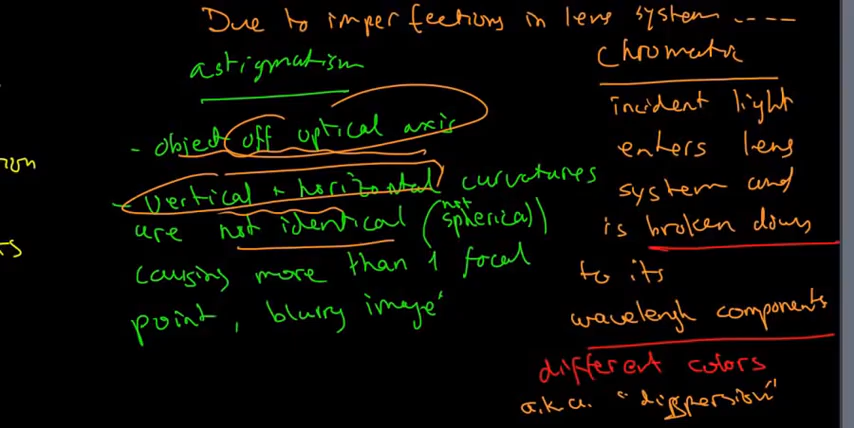 Due to imperfections in lens system ----
astigmatism
- object off optical axis
- vertical + horizontal curvatures
are not identical (not spherical)
causing more than 1 focal
point, blurry image
chromatic
incident light
enters lens
system and
is broken down
to its
wavelengh components
different colors
a.k.a. "dispersion"